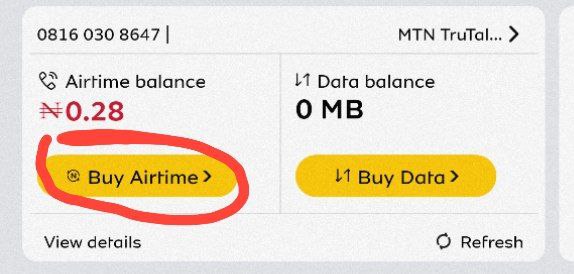 0816 030 8647 |
MTN TruTal... >
Airtime balance
₦0.28
Data balance
0 MB
Buy Airtime >
Buy Data >
View details
Refresh